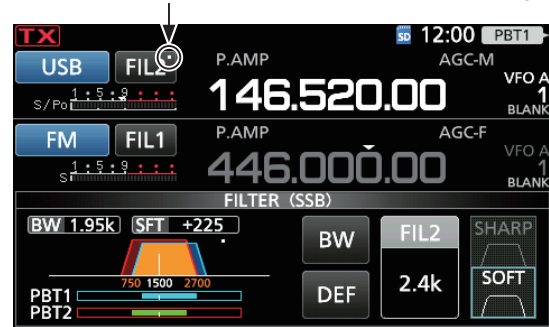 TX SD 12:00 PBT1
USB FIL2 P.AMP AGC-M
146.520.00 VFO A
1
S/Po 1 : 5 : 9 BLANK
FM FIL1 P.AMP AGC-F
446.000.00 VFO A
1
S 1 : 5 : 9 BLANK
FILTER (SSB)
BW 1.95k SFT +225
BW FIL2 SHARP
750 1500 2700
DEF 2.4k SOFT
PBT1
PBT2